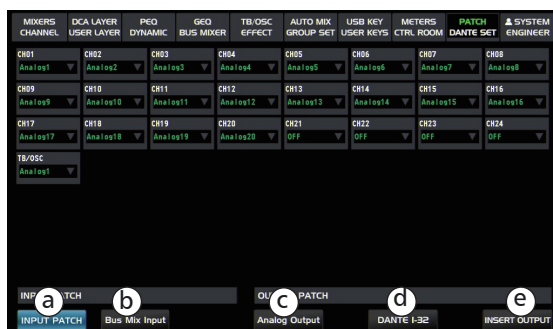 MIXERS DCA LAYER PEQ GEQ TB/OSC AUTO MIX USB KEY METERS PATCH SYSTEM
CHANNEL USER LAYER DYNAMIC BUS MIXER EFFECT GROUP SET USER KEYS CTRL ROOM DANTE SET ENGINEER
CH01 CH02 CH03 CH04 CH05 CH06 CH07 CH08
Analog1 Analog2 Analog3 Analog4 Analog5 Analog6 Analog7 Analog8
CH09 CH10 CH11 CH12 CH13 CH14 CH15 CH16
Analog9 Analog10 Analog11 Analog12 Analog13 Analog14 Analog15 Analog16
CH17 CH18 CH19 CH20 CH21 CH22 CH23 CH24
Analog17 Analog18 Analog19 Analog20 OFF OFF OFF OFF
TB/OSC
Analog1
PATCH
a b c d e
INPUT PATCH Bus Mix Input Analog Output DANTE 1-32 INSERT OUTPUT